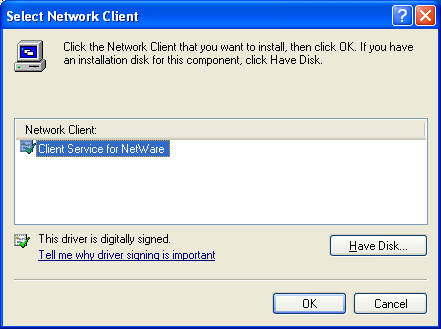 Select Network Client
Click the Network Client that you want to install, then click OK. If you have
an installation disk for this component, click Have Disk.
Network Client:
Client Service for NetWare
This driver is digitally signed.
Tell me why driver signing is important
Have Disk...
OK
Cancel